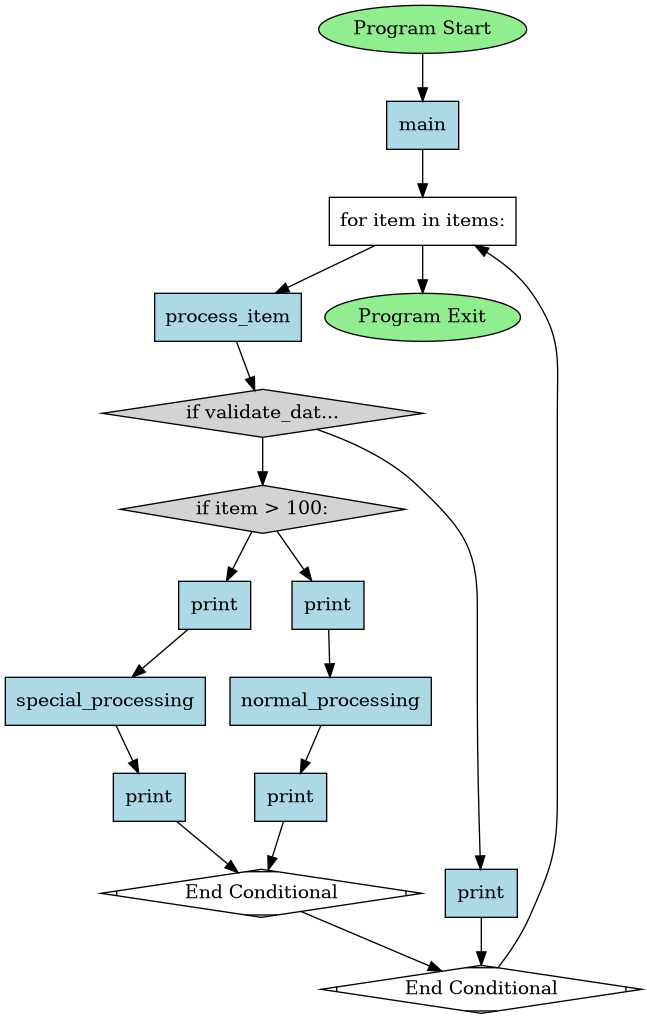 Program Start
main
for item in items:
process_item
Program Exit
if validate_dat...
if item > 100:
print
print
special_processing
normal_processing
print
print
End Conditional
print
End Conditional